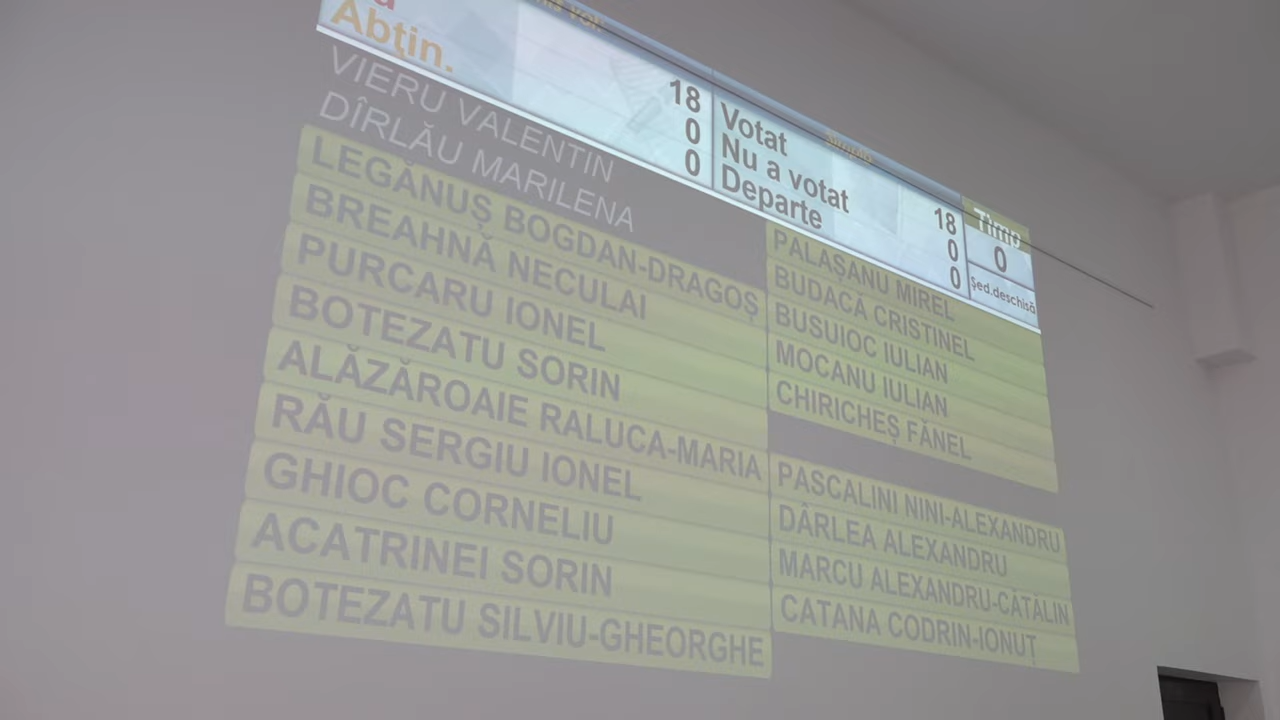 Abțin.
18 Votat 18 Timp
0 Nu a votat 0 0
0 Departe 0 Șed.deschisă
VIERU VALENTIN
DÎRLĂU MARILENA
LEGĂNUȘ BOGDAN-DRAGOȘ
BREAHNĂ NECULAI
PURCARU IONEL
BOTEZATU SORIN
ALĂZĂROAIE RALUCA-MARIA
RĂU SERGIU IONEL
GHIOC CORNELIU
ACATRINEI SORIN
BOTEZATU SILVIU-GHEORGHE
PALAȘANU MIREL
BUDACĂ CRISTINEL
BUSUIOC IULIAN
MOCANU IULIAN
CHIRICHEȘ FĂNEL
PASCALINI NINI-ALEXANDRU
DÂRLEA ALEXANDRU
MARCU ALEXANDRU-CĂTĂLIN
CATANA CODRIN-IONUȚ